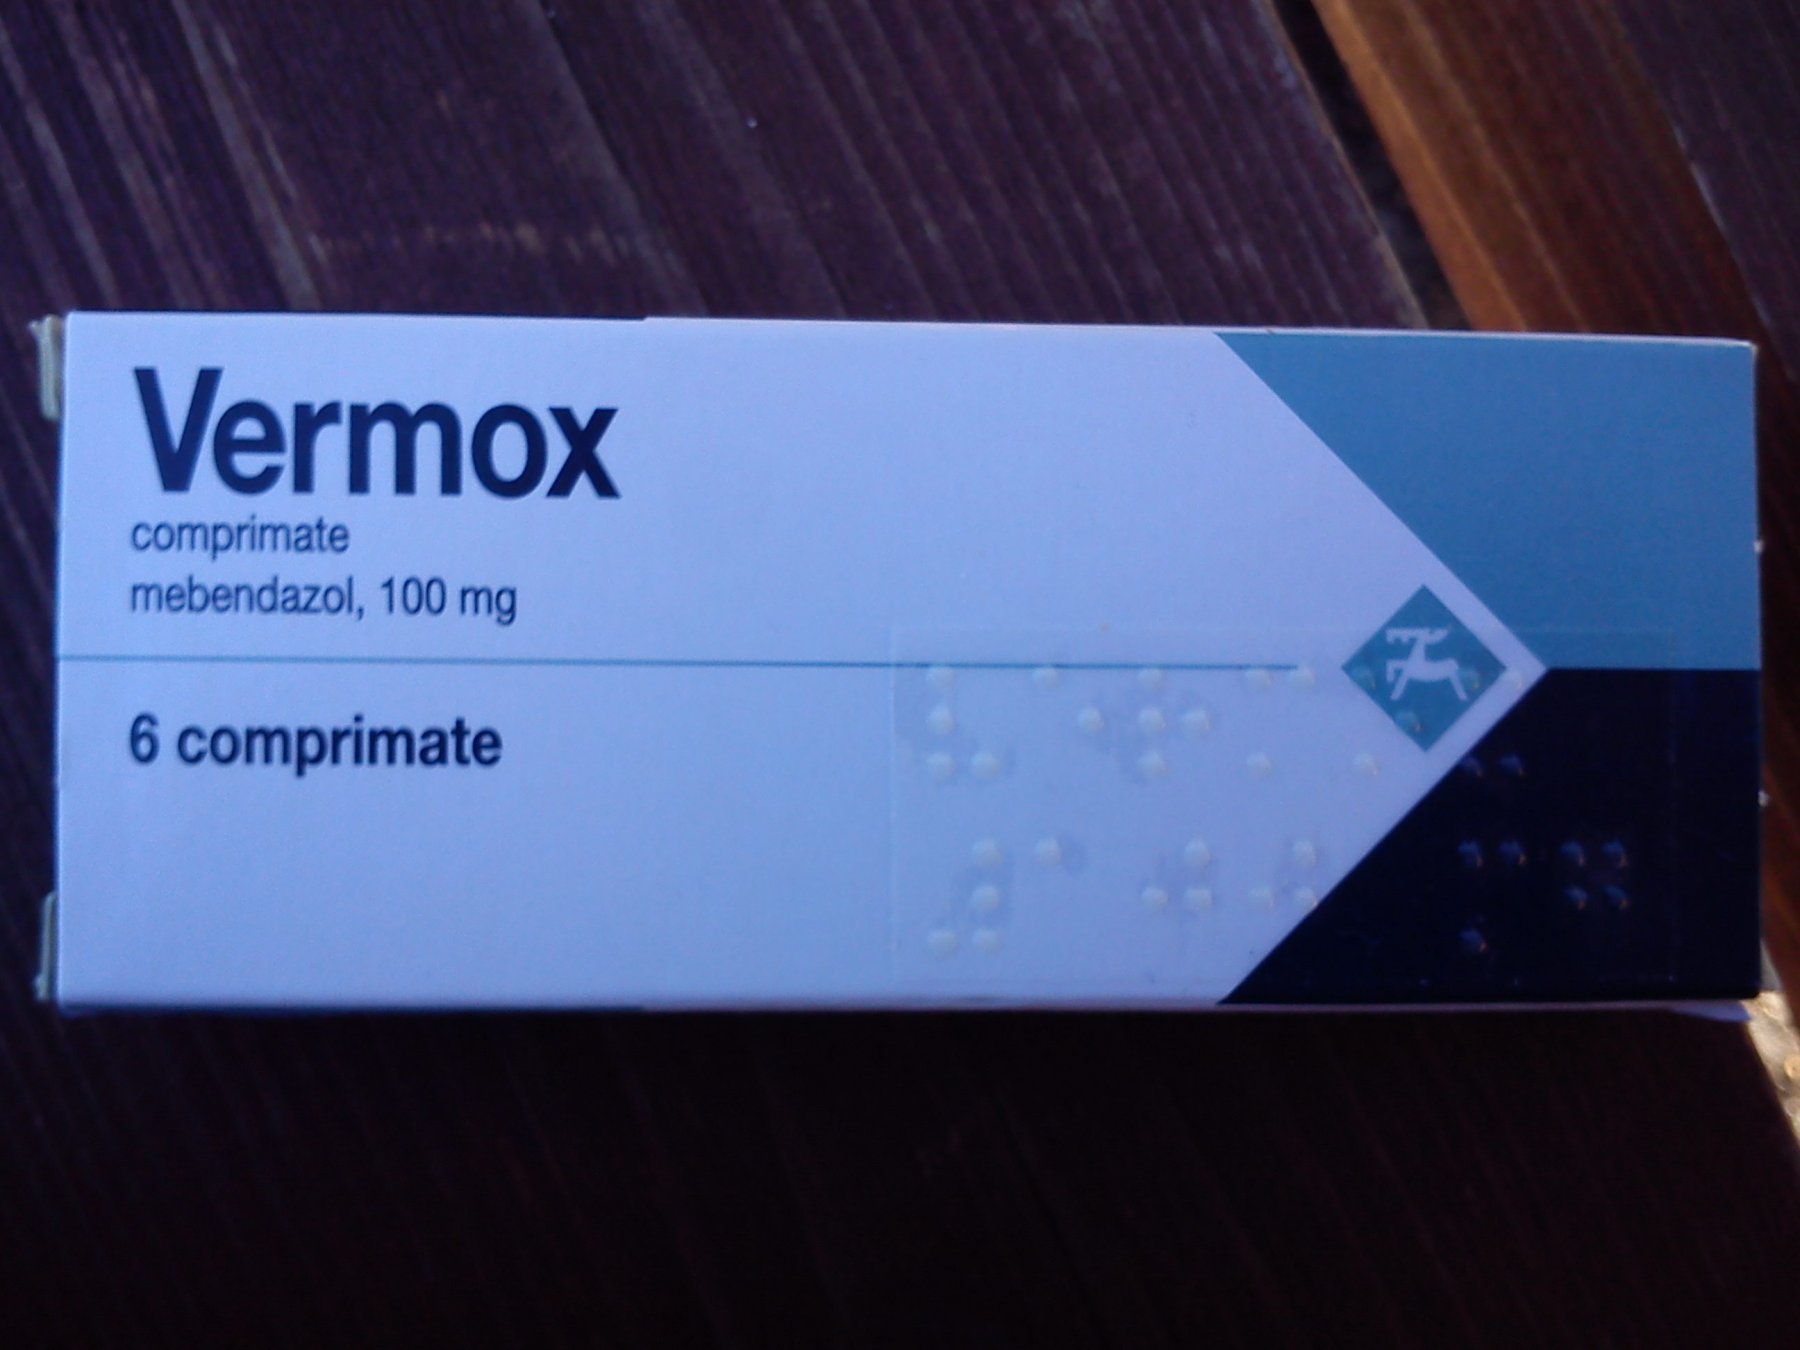 Vermox
comprimate
mebendazol, 100 mg
6 comprimate
⠧⠑⠗⠍⠕⠭
⠼⠁⠚⠚⠀⠍⠛